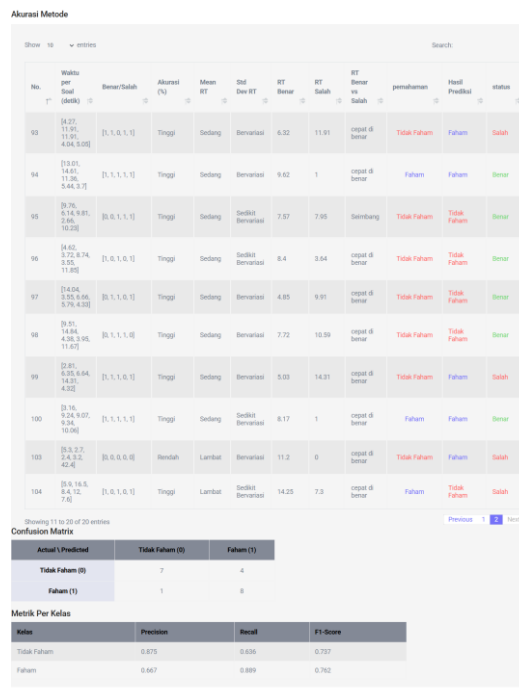 Akurasi Metode
Show 10 entries Search:
No. Waktu per Soal (detik) Benar/Salah Akurasi (%) Mean RT Std Dev RT RT Benar RT Salah RT Benar vs Salah pemahaman Hasil Prediksi status
93 [4.27, 11.91, 11.91, 4.04, 5.05] [1, 1, 0, 1, 1] Tinggi Sedang Bervariasi 6.32 11.91 cepat di benar Tidak Faham Faham Salah
94 [13.01, 14.61, 11.36, 5.44, 3.7] [1, 1, 1, 1, 1] Tinggi Sedang Bervariasi 9.62 1 cepat di benar Faham Faham Benar
95 [9.76, 6.14, 9.81, 2.66, 10.23] [0, 0, 1, 1, 1] Tinggi Sedang Sedikit Bervariasi 7.57 7.95 Seimbang Tidak Faham Tidak Faham Benar
96 [4.62, 3.72, 8.74, 3.55, 11.85] [1, 0, 1, 0, 1] Tinggi Sedang Sedikit Bervariasi 8.4 3.64 cepat di benar Tidak Faham Tidak Faham Benar
97 [14.04, 3.55, 6.66, 5.79, 4.33] [0, 1, 1, 0, 1] Tinggi Sedang Bervariasi 4.85 9.91 cepat di benar Tidak Faham Tidak Faham Benar
98 [9.51, 14.84, 4.38, 3.95, 11.67] [0, 1, 1, 1, 0] Tinggi Sedang Bervariasi 7.72 10.59 cepat di benar Tidak Faham Tidak Faham Benar
99 [2.81, 6.35, 6.64, 14.31, 4.32] [1, 1, 1, 0, 1] Tinggi Sedang Bervariasi 5.03 14.31 cepat di benar Tidak Faham Faham Salah
100 [3.16, 9.24, 9.07, 9.34, 10.06] [1, 1, 1, 1, 1] Tinggi Sedang Sedikit Bervariasi 8.17 1 cepat di benar Faham Faham Benar
103 [5.3, 2.7, 2.4, 3.2, 42.4] [0, 0, 0, 0, 0] Rendah Lambat Bervariasi 11.2 0 cepat di benar Tidak Faham Faham Salah
104 [5.9, 16.5, 8.4, 12, 7.6] [1, 0, 1, 0, 1] Tinggi Lambat Sedikit Bervariasi 14.25 7.3 cepat di benar Faham Tidak Faham Salah
Showing 11 to 20 of 20 entries Previous 1 2 Next
Confusion Matrix
Actual \ Predicted Tidak Faham (0) Faham (1)
Tidak Faham (0) 7 4
Faham (1) 1 8
Metrik Per Kelas
Kelas Precision Recall F1-Score
Tidak Faham 0.875 0.636 0.737
Faham 0.667 0.889 0.762